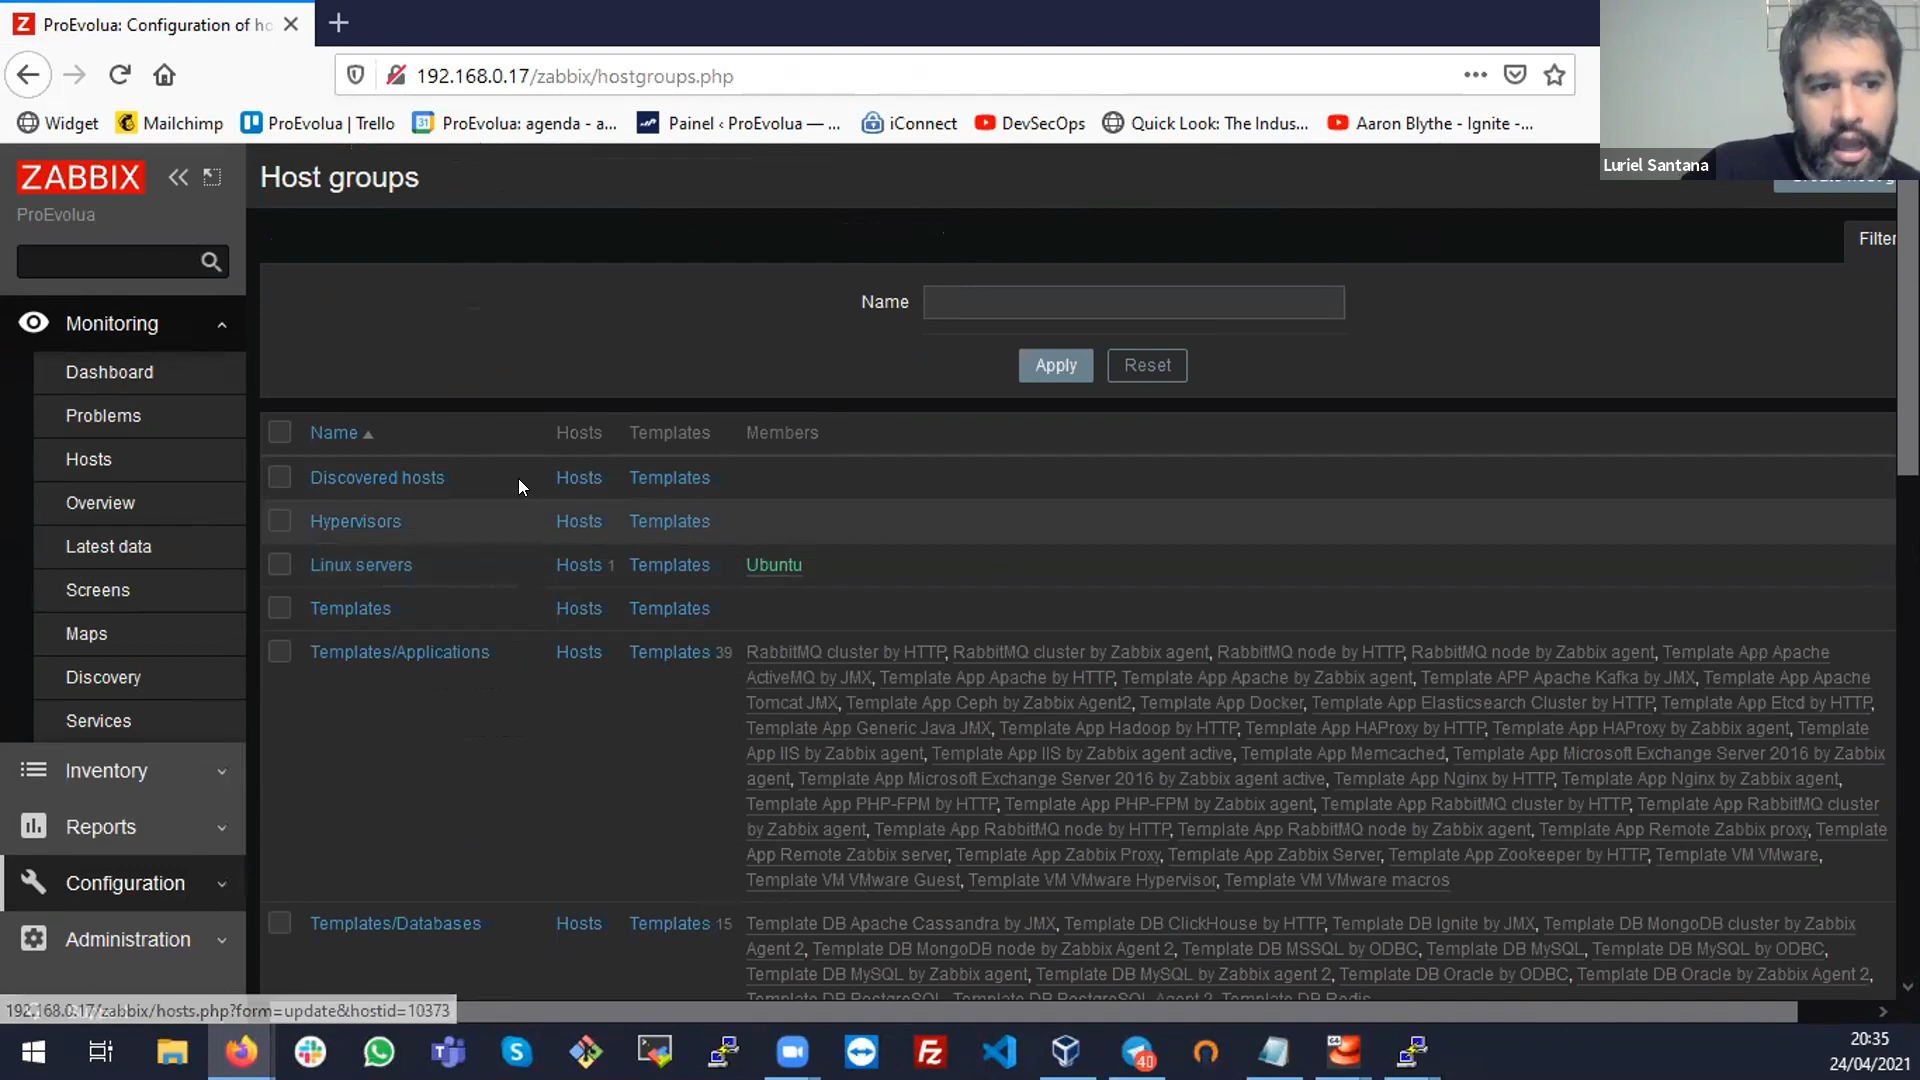 ProEvolua: Configuration of ho
192.168.0.17/zabbix/hostgroups.php
Widget Mailchimp ProEvolua | Trello 31 ProEvolua: agenda - a... Painel ‹ ProEvolua — ... iConnect DevSecOps Quick Look: The Indus... Aaron Blythe - Ignite -...
Luriel Santana
ZABBIX
ProEvolua
Host groups
Filter
Name
Apply Reset
Monitoring
Dashboard
Problems
Hosts
Overview
Latest data
Screens
Maps
Discovery
Services
Inventory
Reports
Configuration
Administration
Name Hosts Templates Members
Discovered hosts Hosts Templates
Hypervisors Hosts Templates
Linux servers Hosts 1 Templates Ubuntu
Templates Hosts Templates
Templates/Applications Hosts Templates 39 RabbitMQ cluster by HTTP, RabbitMQ cluster by Zabbix agent, RabbitMQ node by HTTP, RabbitMQ node by Zabbix agent, Template App Apache
ActiveMQ by JMX, Template App Apache by HTTP, Template App Apache by Zabbix agent, Template APP Apache Kafka by JMX, Template App Apache
Tomcat JMX, Template App Ceph by Zabbix Agent2, Template App Docker, Template App Elasticsearch Cluster by HTTP, Template App Etcd by HTTP,
Template App Generic Java JMX, Template App Hadoop by HTTP, Template App HAProxy by HTTP, Template App HAProxy by Zabbix agent, Template
App IIS by Zabbix agent, Template App IIS by Zabbix agent active, Template App Memcached, Template App Microsoft Exchange Server 2016 by Zabbix
agent, Template App Microsoft Exchange Server 2016 by Zabbix agent active, Template App Nginx by HTTP, Template App Nginx by Zabbix agent,
Template App PHP-FPM by HTTP, Template App PHP-FPM by Zabbix agent, Template App RabbitMQ cluster by HTTP, Template App RabbitMQ cluster
by Zabbix agent, Template App RabbitMQ node by HTTP, Template App RabbitMQ node by Zabbix agent, Template App Remote Zabbix proxy, Template
App Remote Zabbix server, Template App Zabbix Proxy, Template App Zabbix Server, Template App Zookeeper by HTTP, Template VM VMware,
Template VM VMware Guest, Template VM VMware Hypervisor, Template VM VMware macros
Templates/Databases Hosts Templates 15 Template DB Apache Cassandra by JMX, Template DB ClickHouse by HTTP, Template DB Ignite by JMX, Template DB MongoDB cluster by Zabbix
Agent 2, Template DB MongoDB node by Zabbix Agent 2, Template DB MSSQL by ODBC, Template DB MySQL, Template DB MySQL by ODBC,
Template DB MySQL by Zabbix agent, Template DB MySQL by Zabbix agent 2, Template DB Oracle by ODBC, Template DB Oracle by Zabbix Agent 2,
Template DB PostgreSQL, Template DB PostgreSQL Agent 2, Template DB Redis
192.168.0.17/zabbix/hosts.php?form=update&hostid=10373
40
64
20:35
24/04/2021